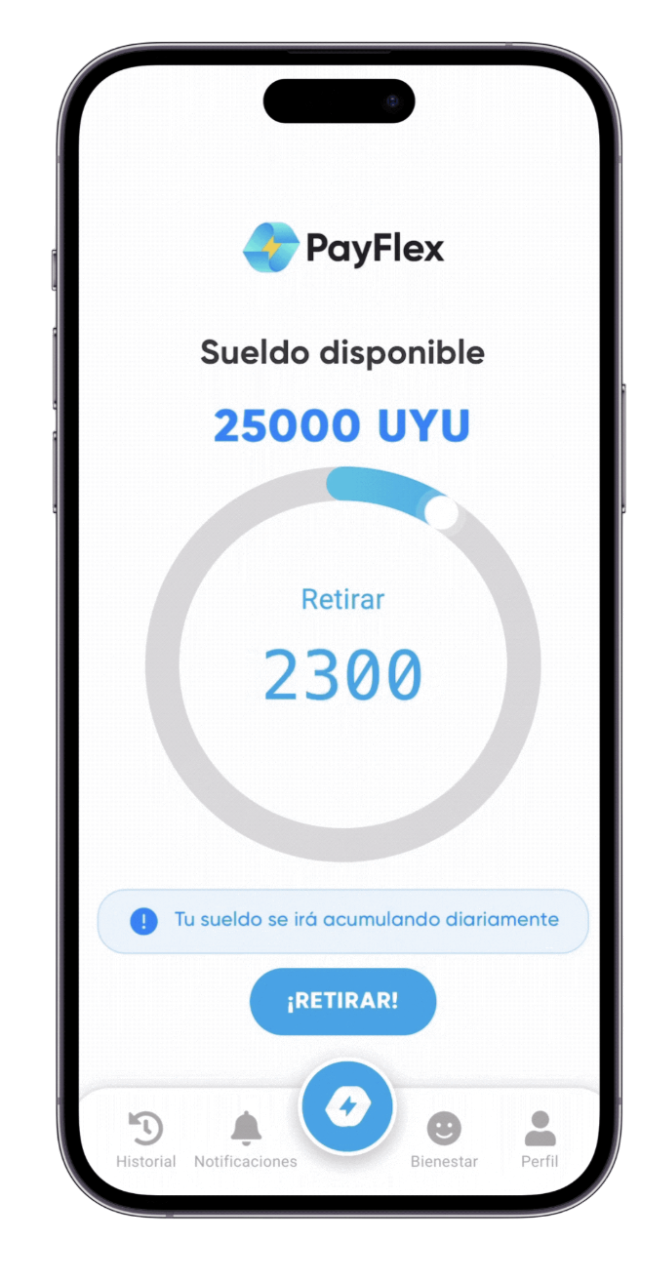 PayFlex
Sueldo disponible
25000 UYU
Retirar
2300
Tu sueldo se irá acumulando diariamente
¡RETIRAR!
Historial
Notificaciones
Bienestar
Perfil